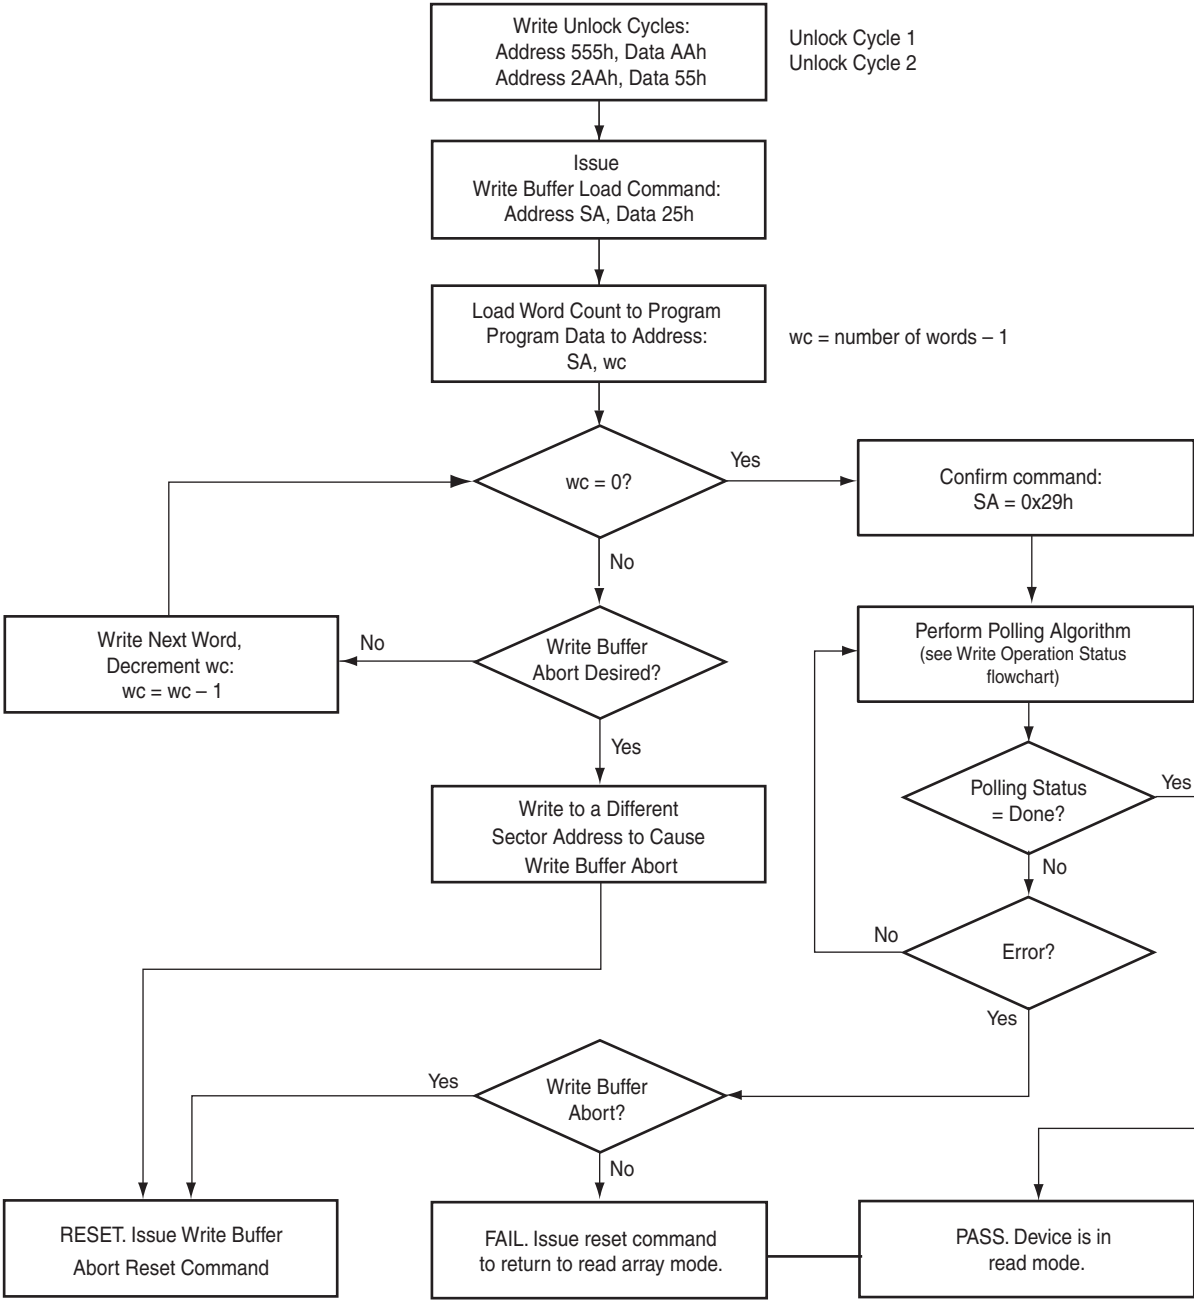 Write Unlock Cycles:
Address 555h, Data AAh
Address 2AAh, Data 55h
Unlock Cycle 1
Unlock Cycle 2
Issue
Write Buffer Load Command:
Address SA, Data 25h
Load Word Count to Program
Program Data to Address:
SA, wc
wc = number of words – 1
wc = 0?
Yes
Confirm command:
SA = 0x29h
No
Write Next Word,
Decrement wc:
wc = wc – 1
No
Write Buffer
Abort Desired?
Perform Polling Algorithm
(see Write Operation Status
flowchart)
Yes
Write to a Different
Sector Address to Cause
Write Buffer Abort
Polling Status
= Done?
Yes
No
Error?
No
Yes
Write Buffer
Abort?
Yes
No
RESET. Issue Write Buffer
Abort Reset Command
FAIL. Issue reset command
to return to read array mode.
PASS. Device is in
read mode.